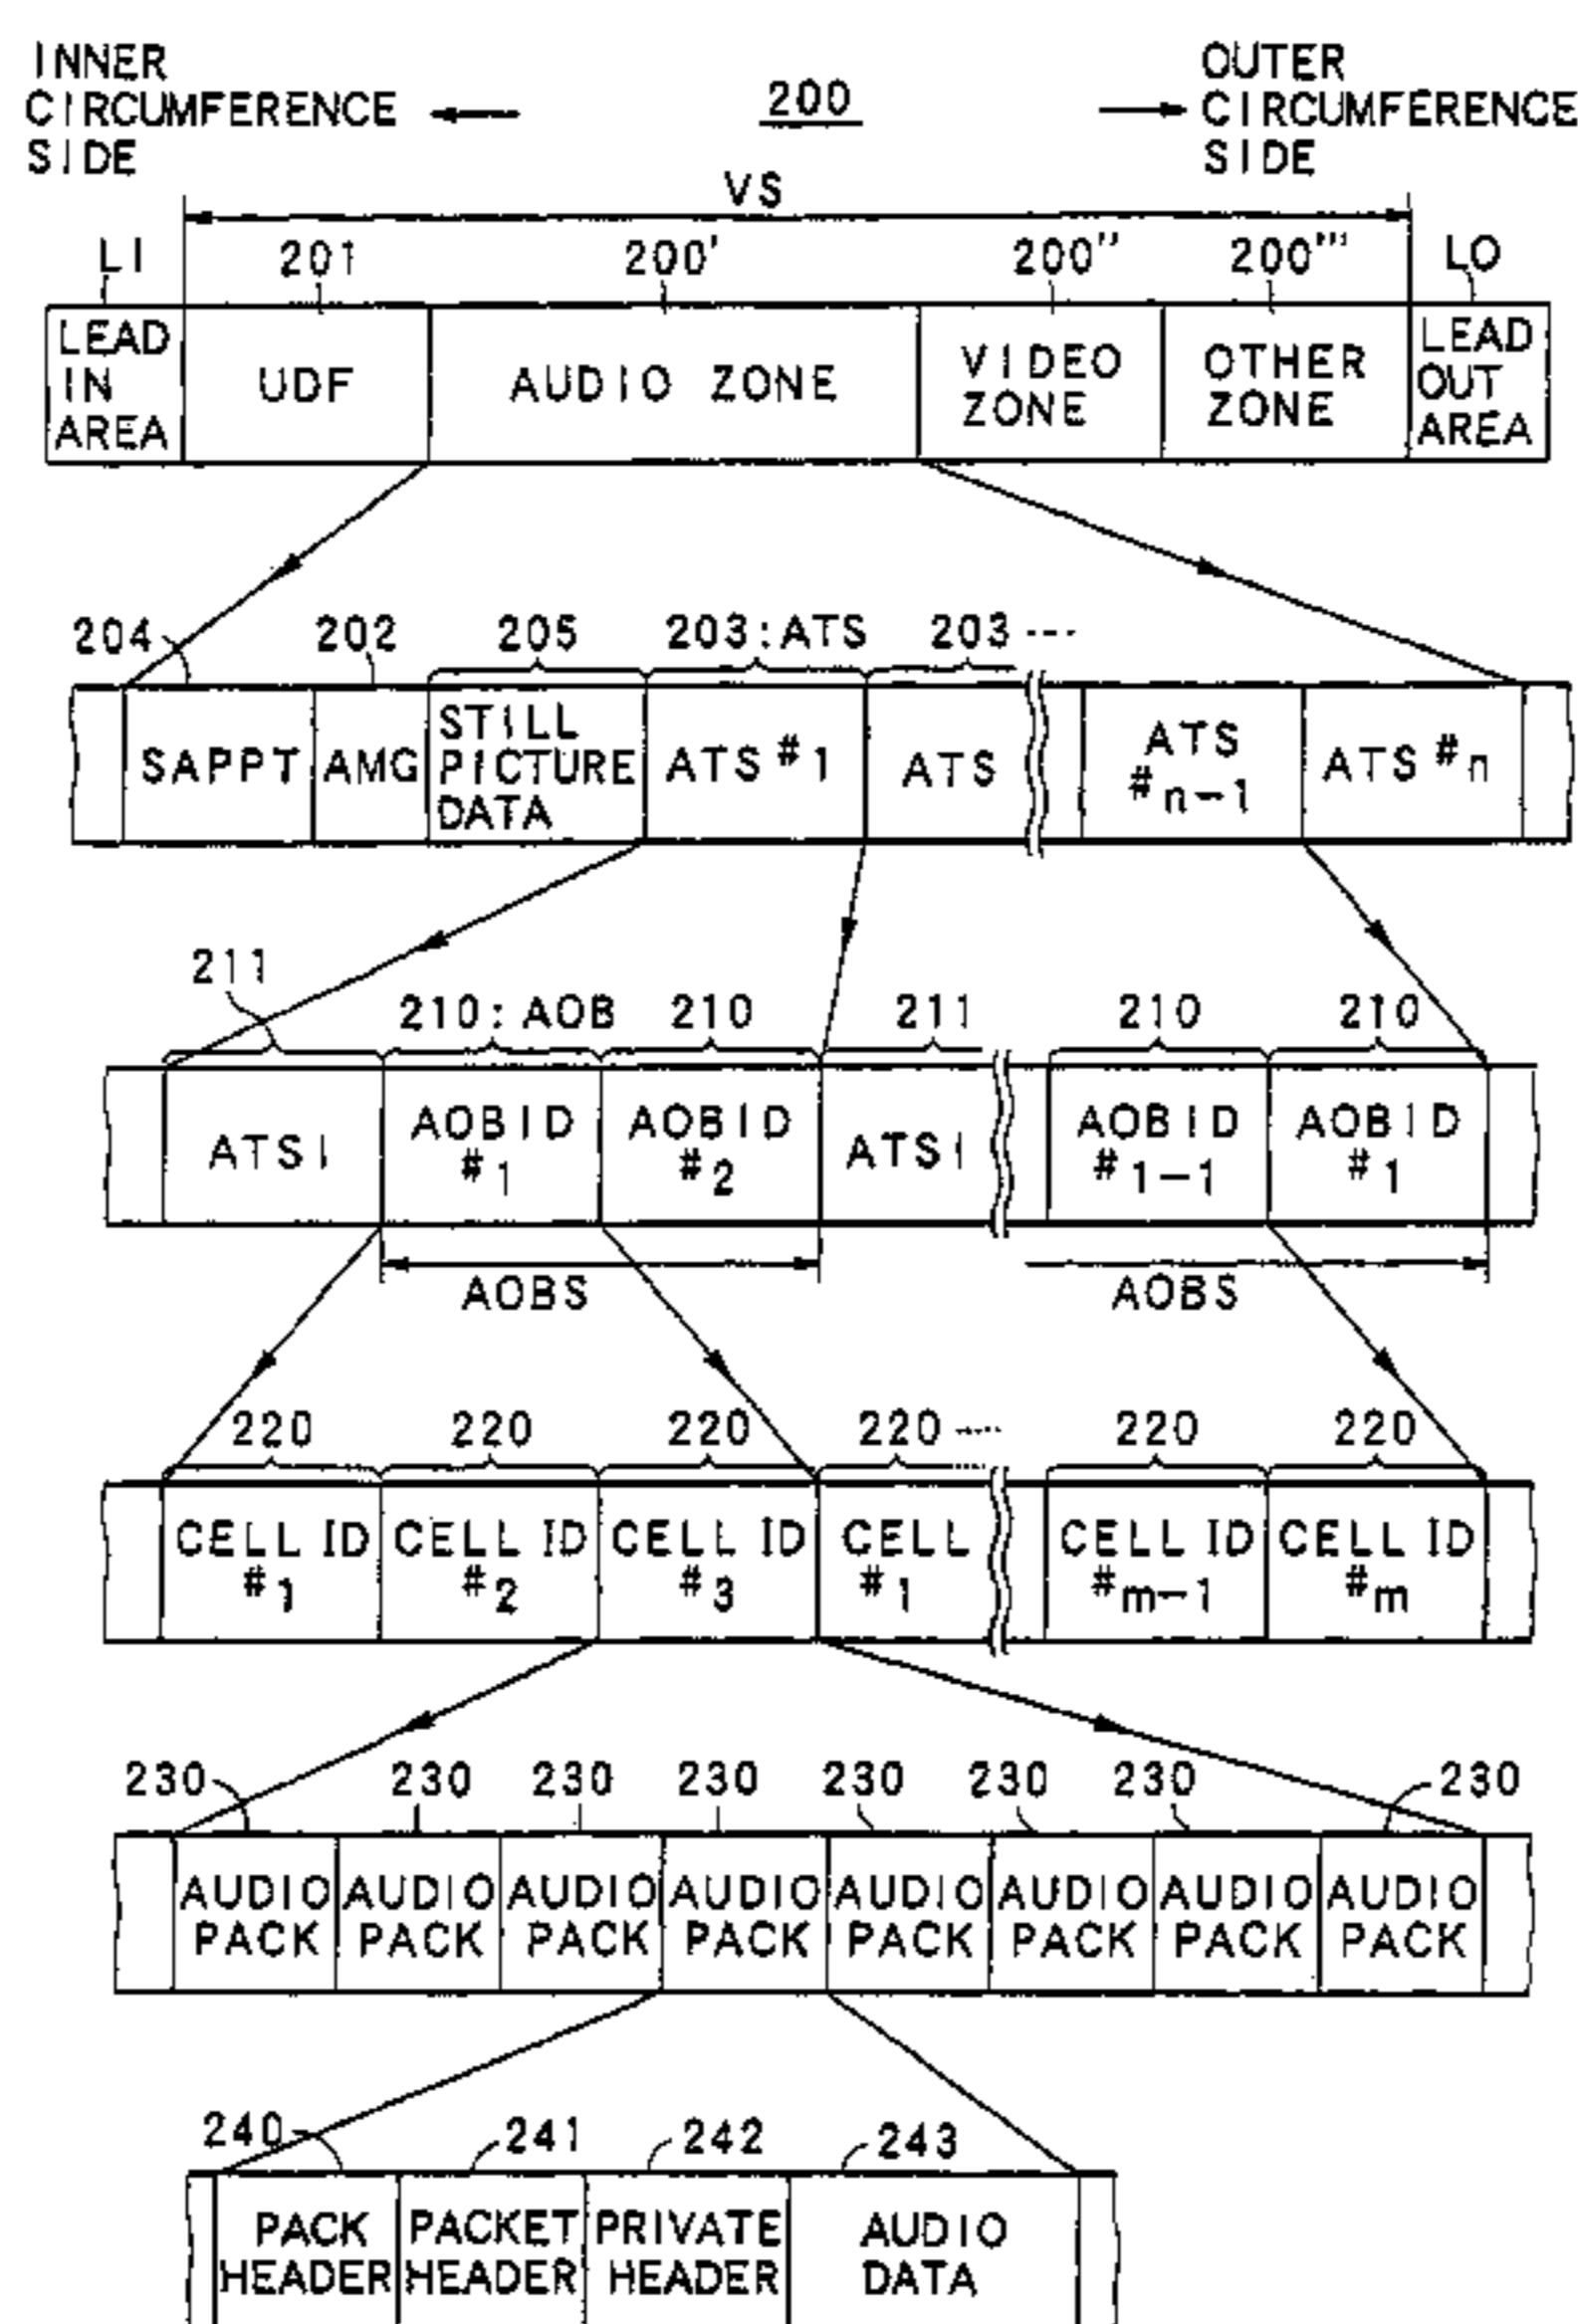 INNER CIRCUMFERENCE SIDE
200
OUTER CIRCUMFERENCE SIDE
VS
LI 201 200' 200'' 200''' LO
LEAD IN AREA
UDF
AUDIO ZONE
VIDEO ZONE
OTHER ZONE
LEAD OUT AREA
204 202 205 203:ATS 203 ---
SAPPT
AMG
STILL PICTURE DATA
ATS #1
ATS
ATS #n-1
ATS #n
211 210:AOB 210 211 210 210
ATSI
AOBID #1
AOBID #2
ATSI
AOBID #1-1
AOBID #1
AOBS
AOBS
220 220 220 220 ---- 220 220
CELL ID #1
CELL ID #2
CELL ID #3
CELL #1
CELL ID #m-1
CELL ID #m
230 230 230 230 230 230 230 230
AUDIO PACK
AUDIO PACK
AUDIO PACK
AUDIO PACK
AUDIO PACK
AUDIO PACK
AUDIO PACK
AUDIO PACK
240 241 242 243
PACK HEADER
PACKET HEADER
PRIVATE HEADER
AUDIO DATA